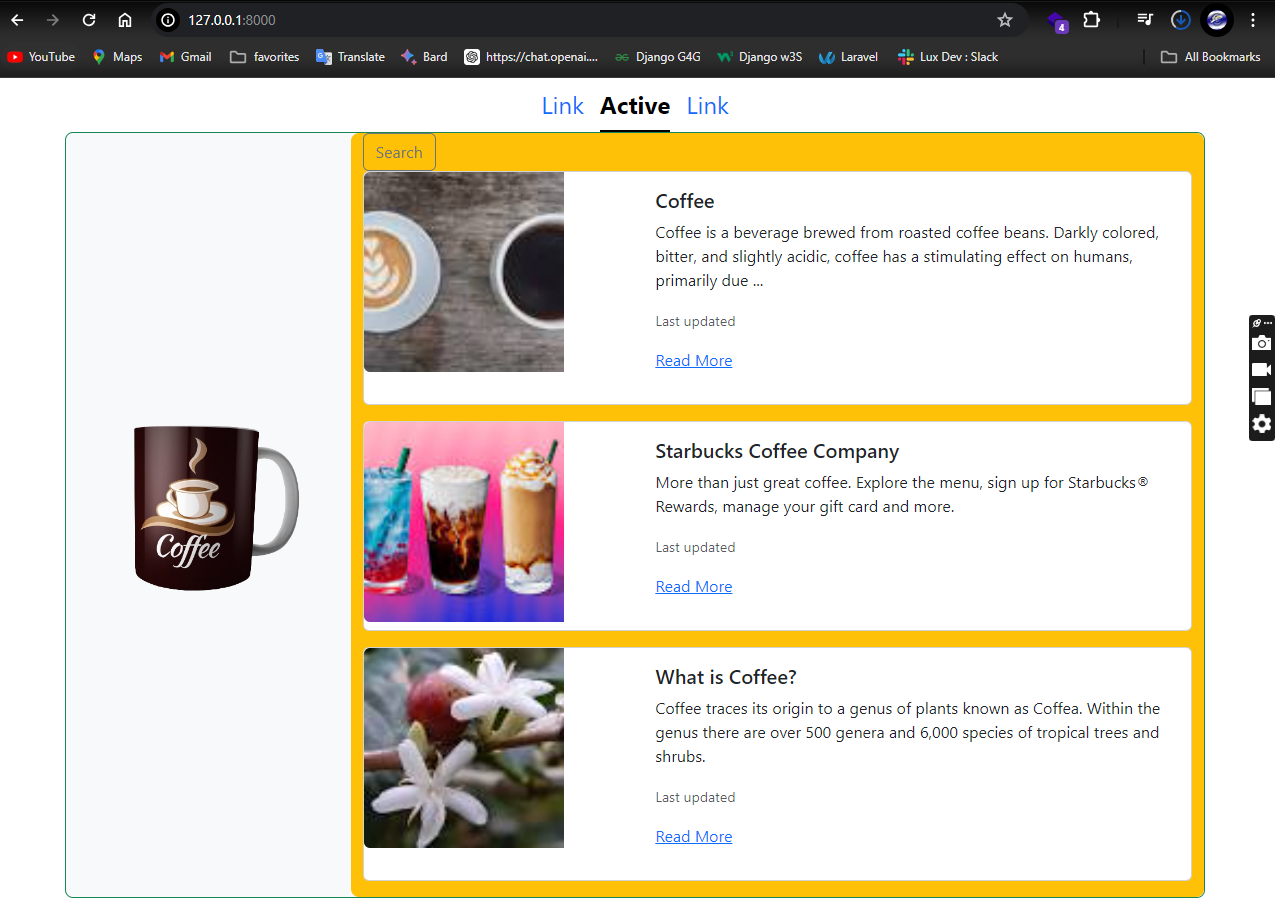 127.0.0.1:8000
4
YouTube Maps Gmail favorites Translate Bard https://chat.openai.... Django G4G Django w3S Laravel Lux Dev : Slack All Bookmarks
Link Active Link
Search
Coffee
Coffee is a beverage brewed from roasted coffee beans. Darkly colored,
bitter, and slightly acidic, coffee has a stimulating effect on humans,
primarily due ...
Last updated
Read More
Coffee
Starbucks Coffee Company
More than just great coffee. Explore the menu, sign up for Starbucks®
Rewards, manage your gift card and more.
Last updated
Read More
What is Coffee?
Coffee traces its origin to a genus of plants known as Coffea. Within the
genus there are over 500 genera and 6,000 species of tropical trees and
shrubs.
Last updated
Read More